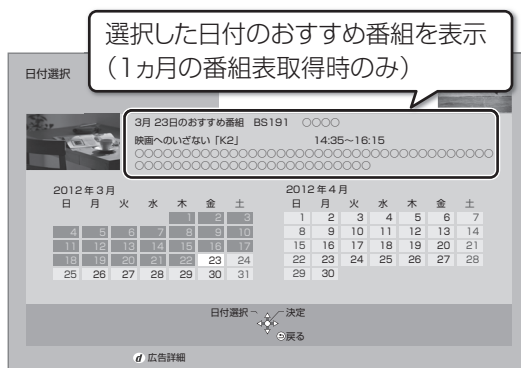 選択した日付のおすすめ番組を表示
(1ヵ月の番組表取得時のみ)
日付選択
3月 23日のおすすめ番組 BS191 ○○○○
映画へのいざない「K2」 14:35~16:15
○○○○○○○○○○○○○○○○○○○○○○○○○○○○○○○○○○
○○○○○○○○○○○○○○○○○○○○○○
2012年3月
日 月 火 水 木 金 土
1 2 3
4 5 6 7 8 9 10
11 12 13 14 15 16 17
18 19 20 21 22 23 24
25 26 27 28 29 30 31
2012年4月
日 月 火 水 木 金 土
1 2 3 4 5 6 7
8 9 10 11 12 13 14
15 16 17 18 19 20 21
22 23 24 25 26 27 28
29 30
日付選択 決定
戻る
d 広告詳細